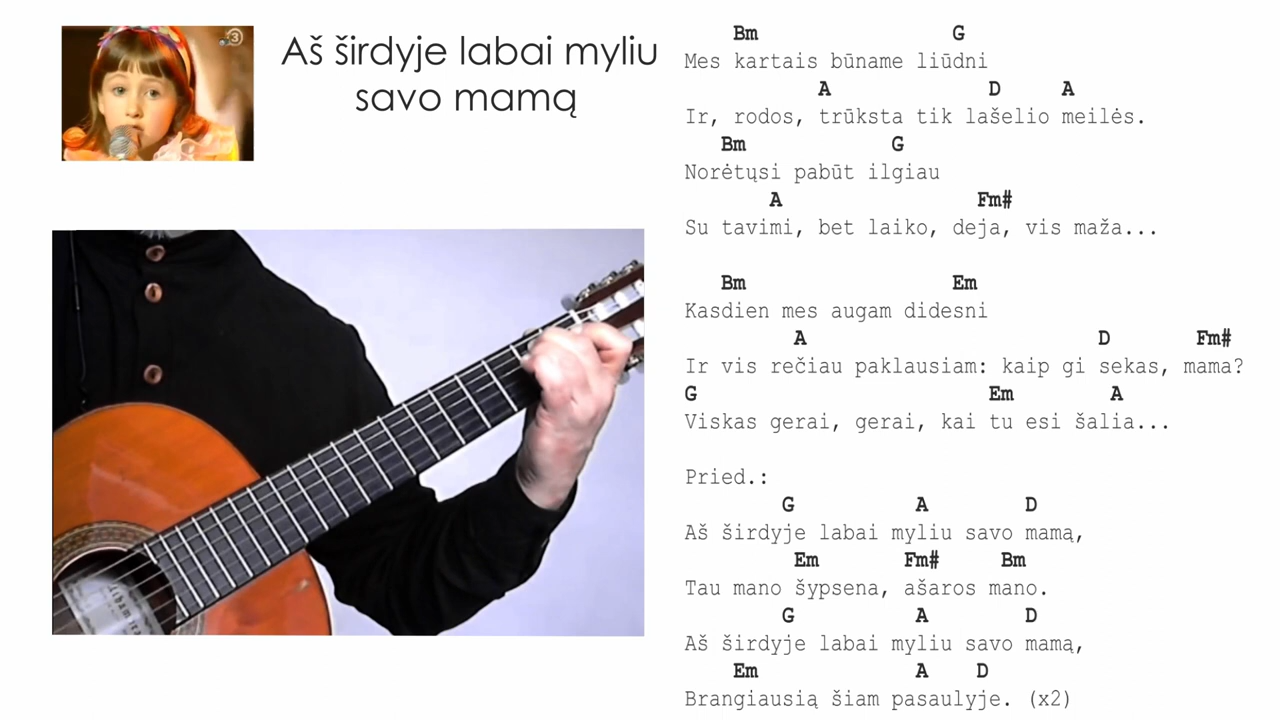 Aš širdyje labai myliu
savo mamą
3
Bm G
Mes kartais būname liūdni
A D A
Ir, rodos, trūksta tik lašelio meilės.
Bm G
Norėtųsi pabūt ilgiau
A Fm#
Su tavimi, bet laiko, deja, vis maža...
Bm Em
Kasdien mes augam didesni
A D Fm#
Ir vis rečiau paklausiam: kaip gi sekas, mama?
G Em A
Viskas gerai, gerai, kai tu esi šalia...
Pried.:
G A D
Aš širdyje labai myliu savo mamą,
Em Fm# Bm
Tau mano šypsena, ašaros mano.
G A D
Aš širdyje labai myliu savo mamą,
Em A D
Brangiausią šiam pasaulyje. (x2)